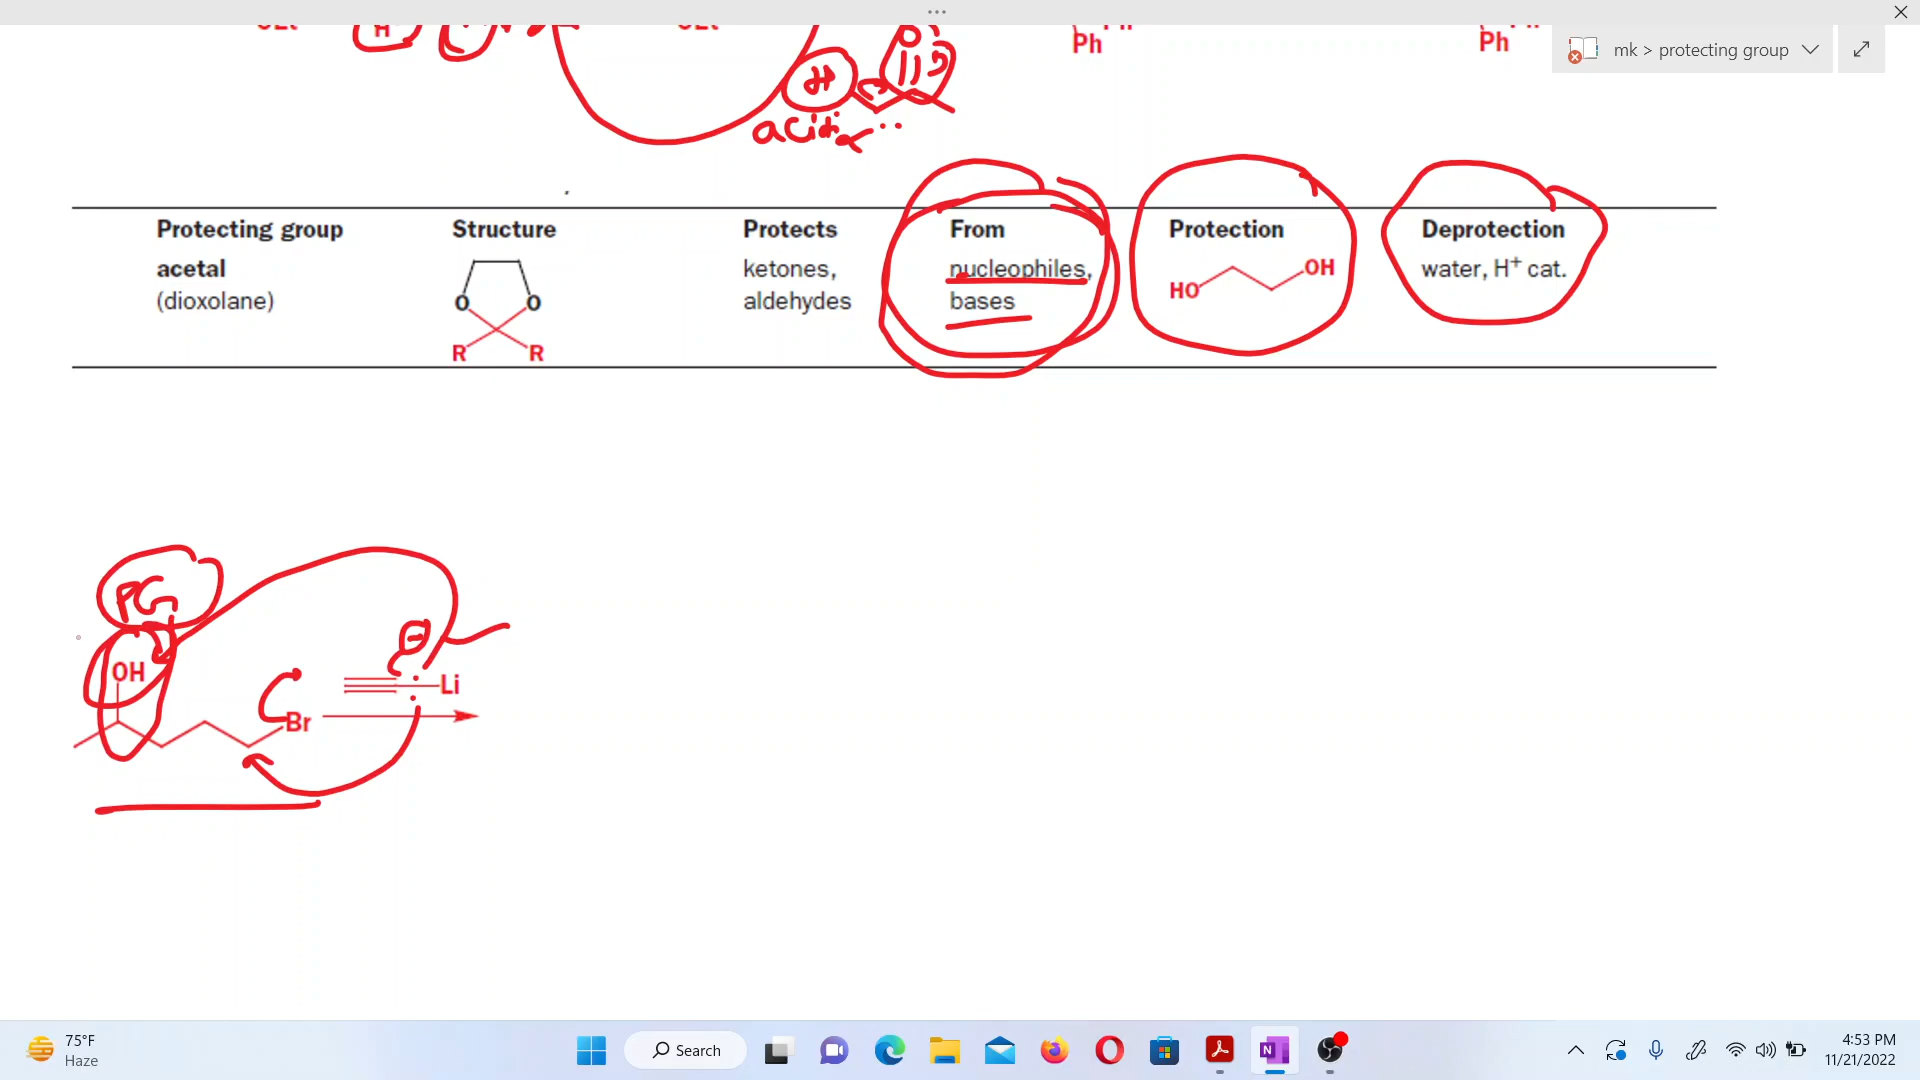 mk > protecting group
H
Ph
Ph
H
O
acidic
Protecting group Structure Protects From Protection Deprotection
acetal ketones, nucleophiles, HO OH water, H⁺ cat.
(dioxolane) O O aldehydes bases
R R
PG
OH
Li
Br
75°F
Haze
Search
4:53 PM
11/21/2022